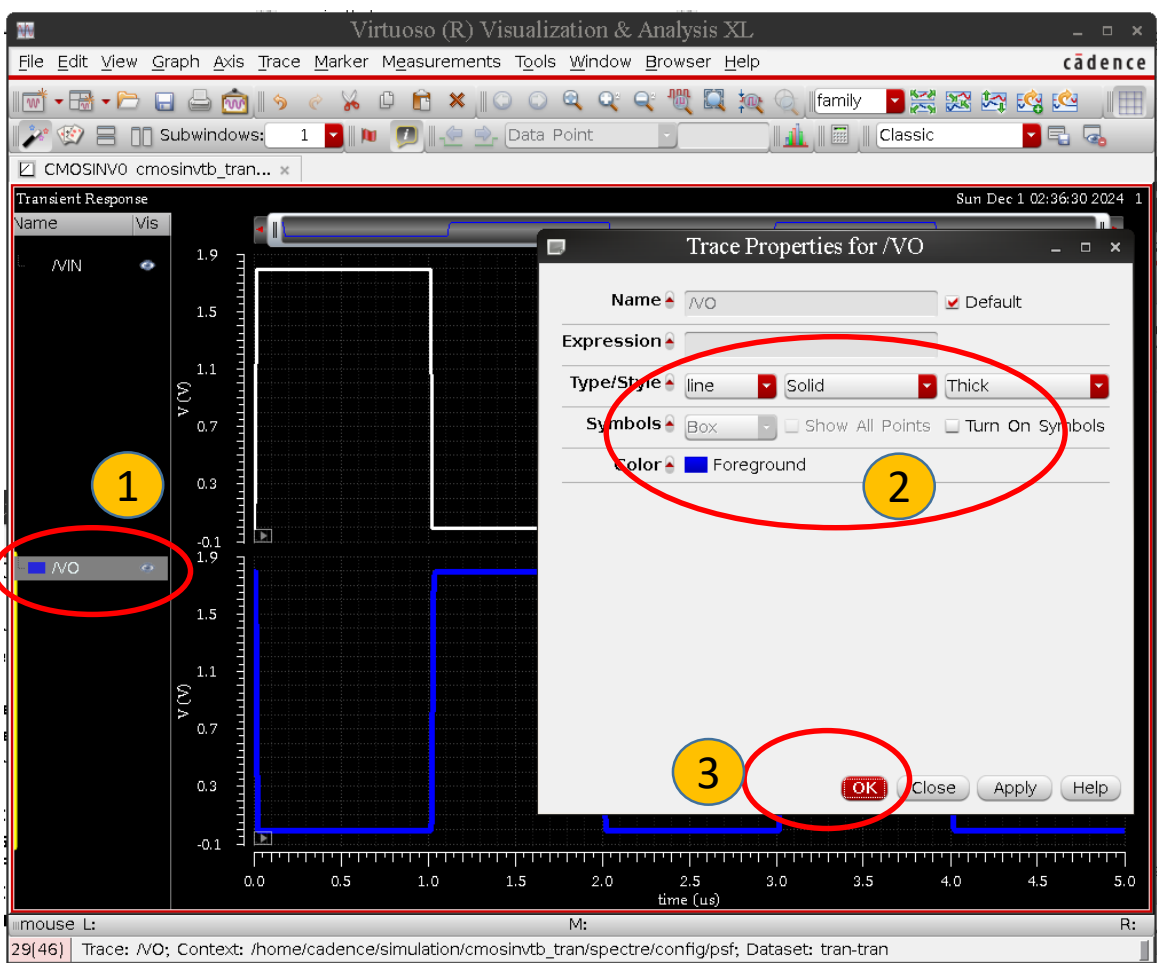 Virtuoso (R) Visualization & Analysis XL
File Edit View Graph Axis Trace Marker Measurements Tools Window Browser Help
cādence
family
Subwindows: 1 Data Point Classic
CMOSINV0 cmosinvtb_tran... ×
Transient Response Sun Dec 1 02:36:30 2024 1
Name Vis
/VIN
1.9
1.5
1.1
0.7
0.3
-0.1
V (V)
1
/VO
1.9
1.5
1.1
0.7
0.3
-0.1
V (V)
0.0 0.5 1.0 1.5 2.0 2.5 3.0 3.5 4.0 4.5 5.0
time (us)
Trace Properties for /VO
Name /VO Default
Expression
Type/Style line Solid Thick
Symbols Box Show All Points Turn On Symbols
Color Foreground
2
3
OK Close Apply Help
mouse L: M: R:
29(46) Trace: /VO; Context: /home/cadence/simulation/cmosinvtb_tran/spectre/config/psf; Dataset: tran-tran